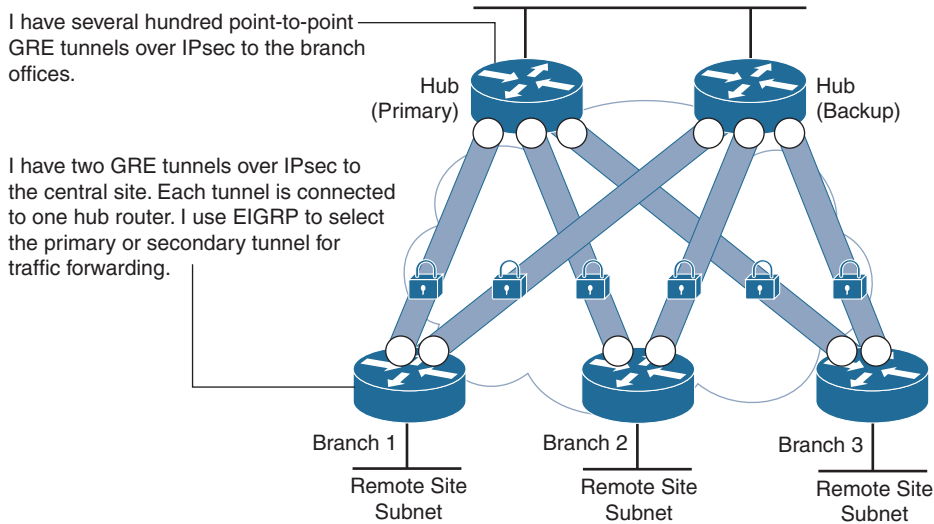 I have several hundred point-to-point
GRE tunnels over IPsec to the branch
offices.
Hub
(Primary)
Hub
(Backup)
I have two GRE tunnels over IPsec to
the central site. Each tunnel is connected
to one hub router. I use EIGRP to select
the primary or secondary tunnel for
traffic forwarding.
Branch 1
Branch 2
Branch 3
Remote Site
Subnet
Remote Site
Subnet
Remote Site
Subnet